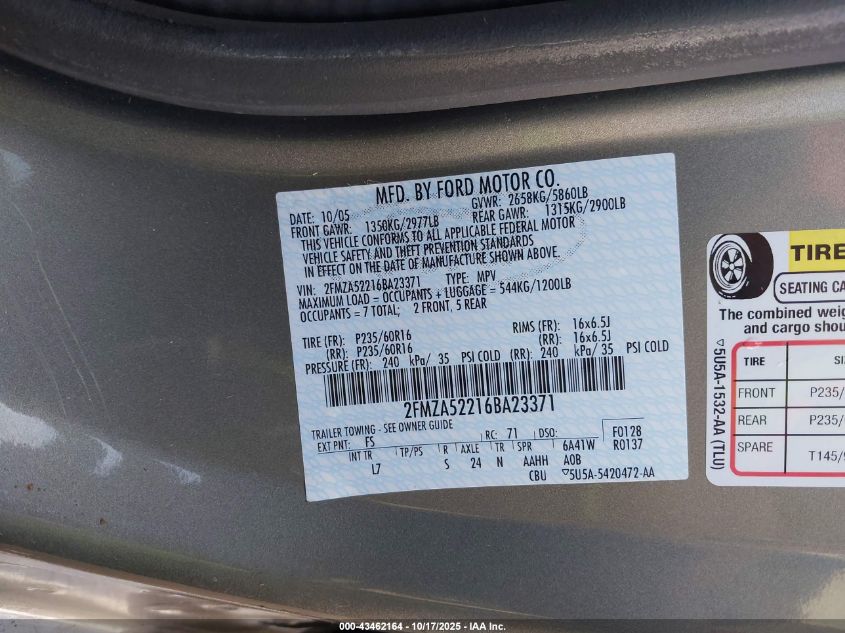 MFD. BY FORD MOTOR CO.
DATE: 10/05
GVWR: 2658KG/5860LB
FRONT GAWR: 1350KG/2977LB
REAR GAWR: 1315KG/2900LB
THIS VEHICLE CONFORMS TO ALL APPLICABLE FEDERAL MOTOR
VEHICLE SAFETY AND THEFT PREVENTION STANDARDS
IN EFFECT ON THE DATE OF MANUFACTURE SHOWN ABOVE.
VIN: 2FMZA52216BA23371 TYPE: MPV
MAXIMUM LOAD = OCCUPANTS + LUGGAGE = 544KG/1200LB
OCCUPANTS = 7 TOTAL; 2 FRONT, 5 REAR
TIRE (FR): P235/60R16 RIMS (FR): 16x6.5J
(RR): P235/60R16 (RR): 16x6.5J
PRESSURE (FR): 240 kPa/ 35 PSI COLD (RR): 240 kPa/ 35 PSI COLD
2FMZA52216BA23371
TRAILER TOWING - SEE OWNER GUIDE
EXT PNT: FS RC: 71 DSO: F0128
INT TR TP/PS R AXLE TR SPR 6A41W R0137
L7 S 24 N AAHH A0B
CBU ▽5U5A-5420472-AA
TIRE
SEATING CA
The combined weig
and cargo shou
▽5U5A-1532-AA (TLU)
TIRE SI
FRONT P235/
REAR P235/
SPARE T145/
000-43462164 - 10/17/2025 - IAA Inc.